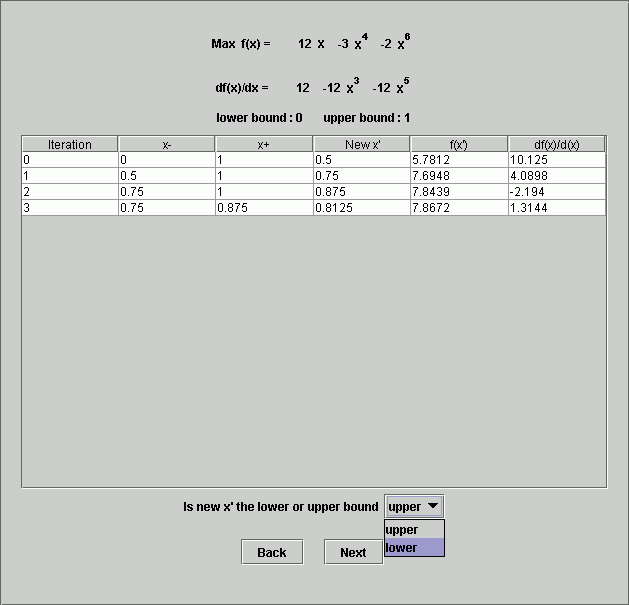 Max f(x) = 12 x -3 x^4 -2 x^6
df(x)/dx = 12 -12 x^3 -12 x^5
lower bound : 0 upper bound : 1
Iteration x- x+ New x' f(x') df(x)/d(x)
0 0 1 0.5 5.7812 10.125
1 0.5 1 0.75 7.6948 4.0898
2 0.75 1 0.875 7.8439 -2.194
3 0.75 0.875 0.8125 7.8672 1.3144
Is new x' the lower or upper bound upper
upper
lower
Back Next